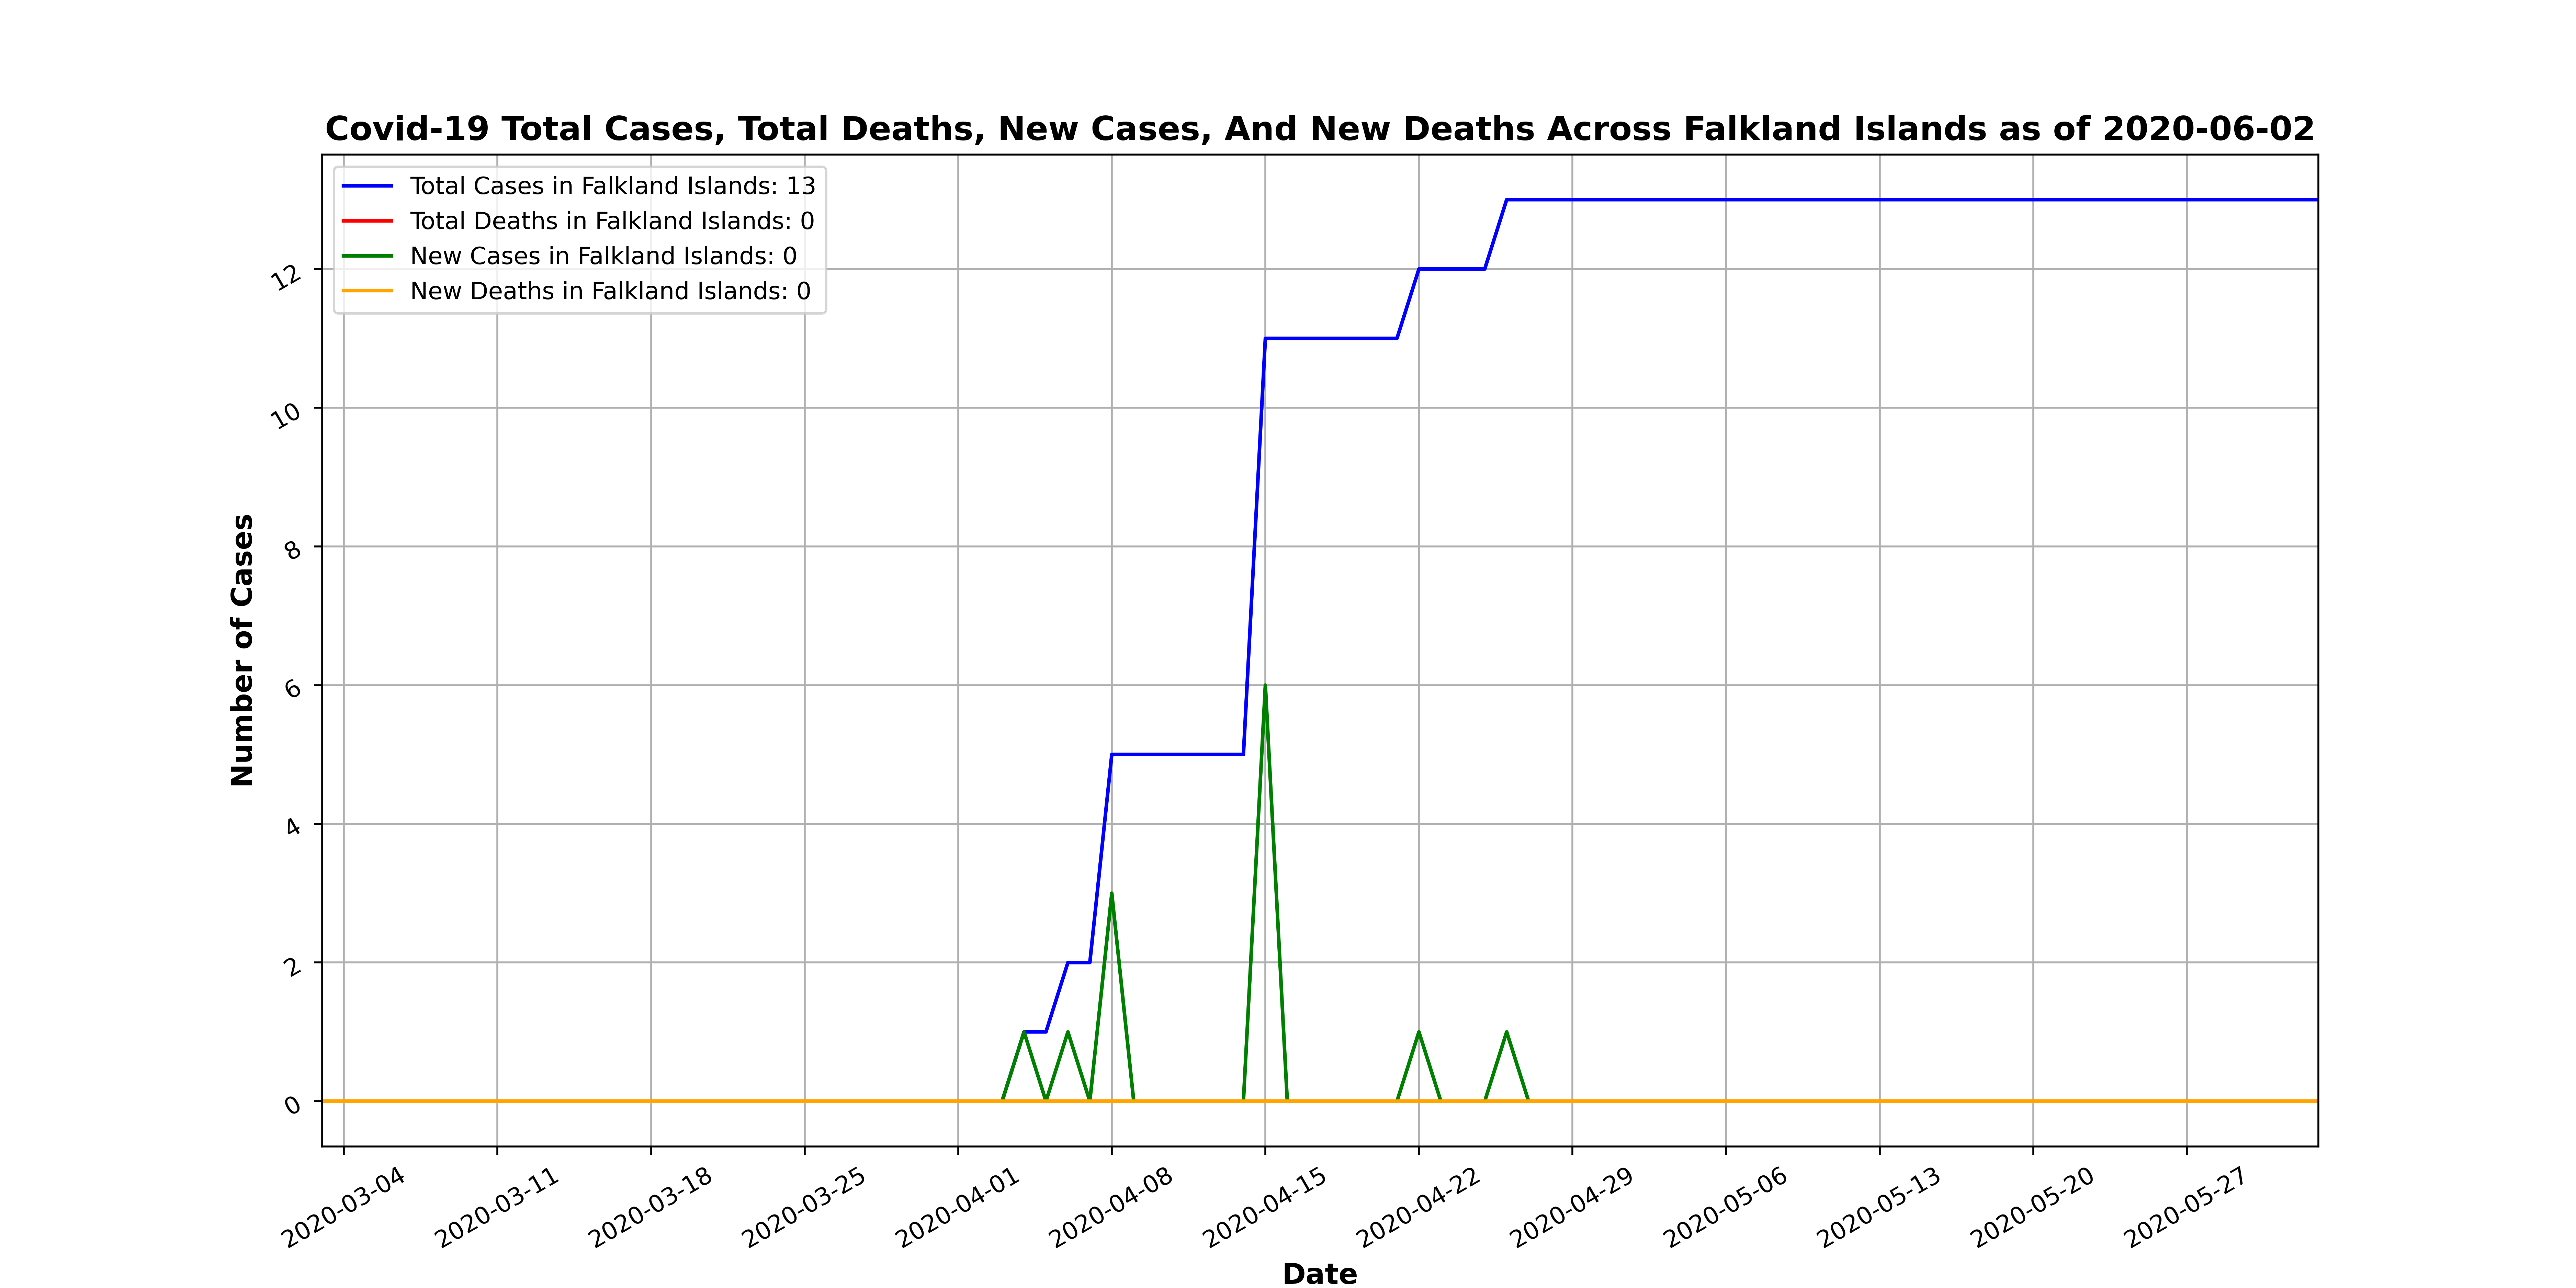 Covid-19 Total Cases, Total Deaths, New Cases, And New Deaths Across Falkland Islands as of 2020-06-02
Total Cases in Falkland Islands: 13
Total Deaths in Falkland Islands: 0
New Cases in Falkland Islands: 0
New Deaths in Falkland Islands: 0
Number of Cases
12
10
8
6
4
2
0
2020-03-04
2020-03-11
2020-03-18
2020-03-25
2020-04-01
2020-04-08
2020-04-15
2020-04-22
2020-04-29
2020-05-06
2020-05-13
2020-05-20
2020-05-27
Date